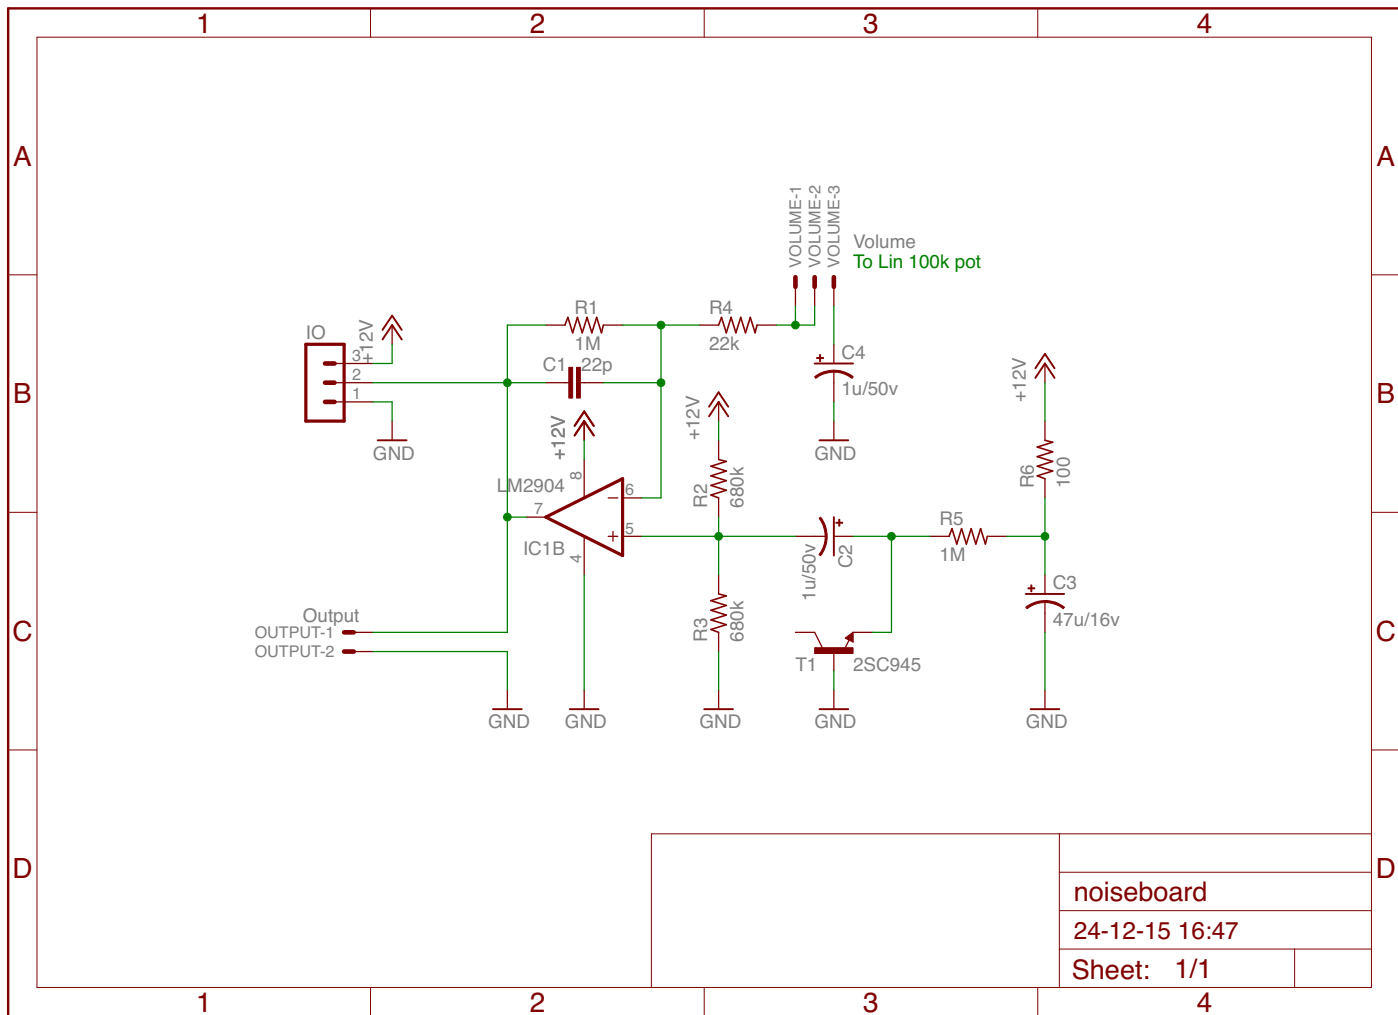 1 2 3 4
A A
VOLUME-1
VOLUME-2
VOLUME-3
Volume
To Lin 100k pot
IO
3
2
1
+12V
GND
R1
1M
C1 22p
R4
22k
C4
1u/50v
GND
B B
+12V
8
LM2904
7
6
5
4
IC1B
+12V
R2
680k
R3
680k
1u/50v
C2
R5
1M
+12V
R6
100
C3
47u/16v
T1
2SC945
C C
Output
OUTPUT-1
OUTPUT-2
GND GND GND GND GND
D D
noiseboard
24-12-15 16:47
Sheet: 1/1
1 2 3 4